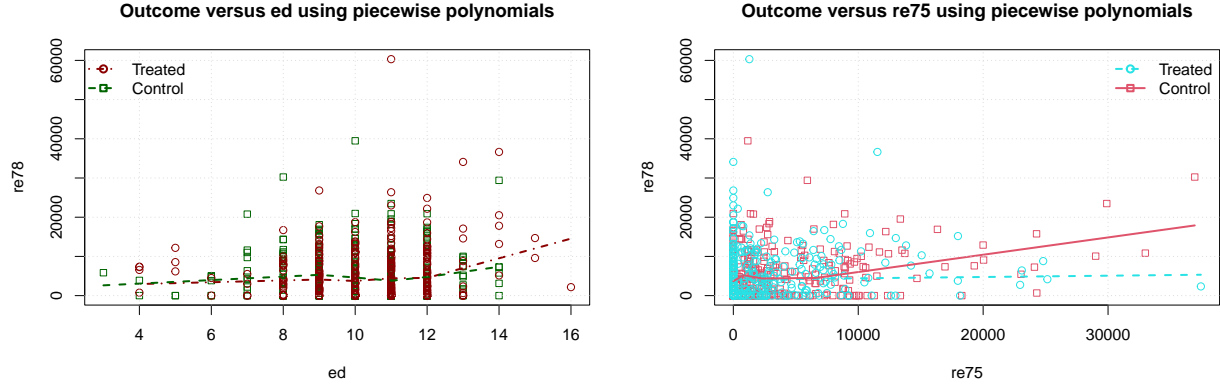 Outcome versus ed using piecewise polynomials
re78
60000
40000
20000
0
Treated
Control
4 6 8 10 12 14 16
ed
Outcome versus re75 using piecewise polynomials
re78
60000
40000
20000
0
Treated
Control
0 10000 20000 30000
re75